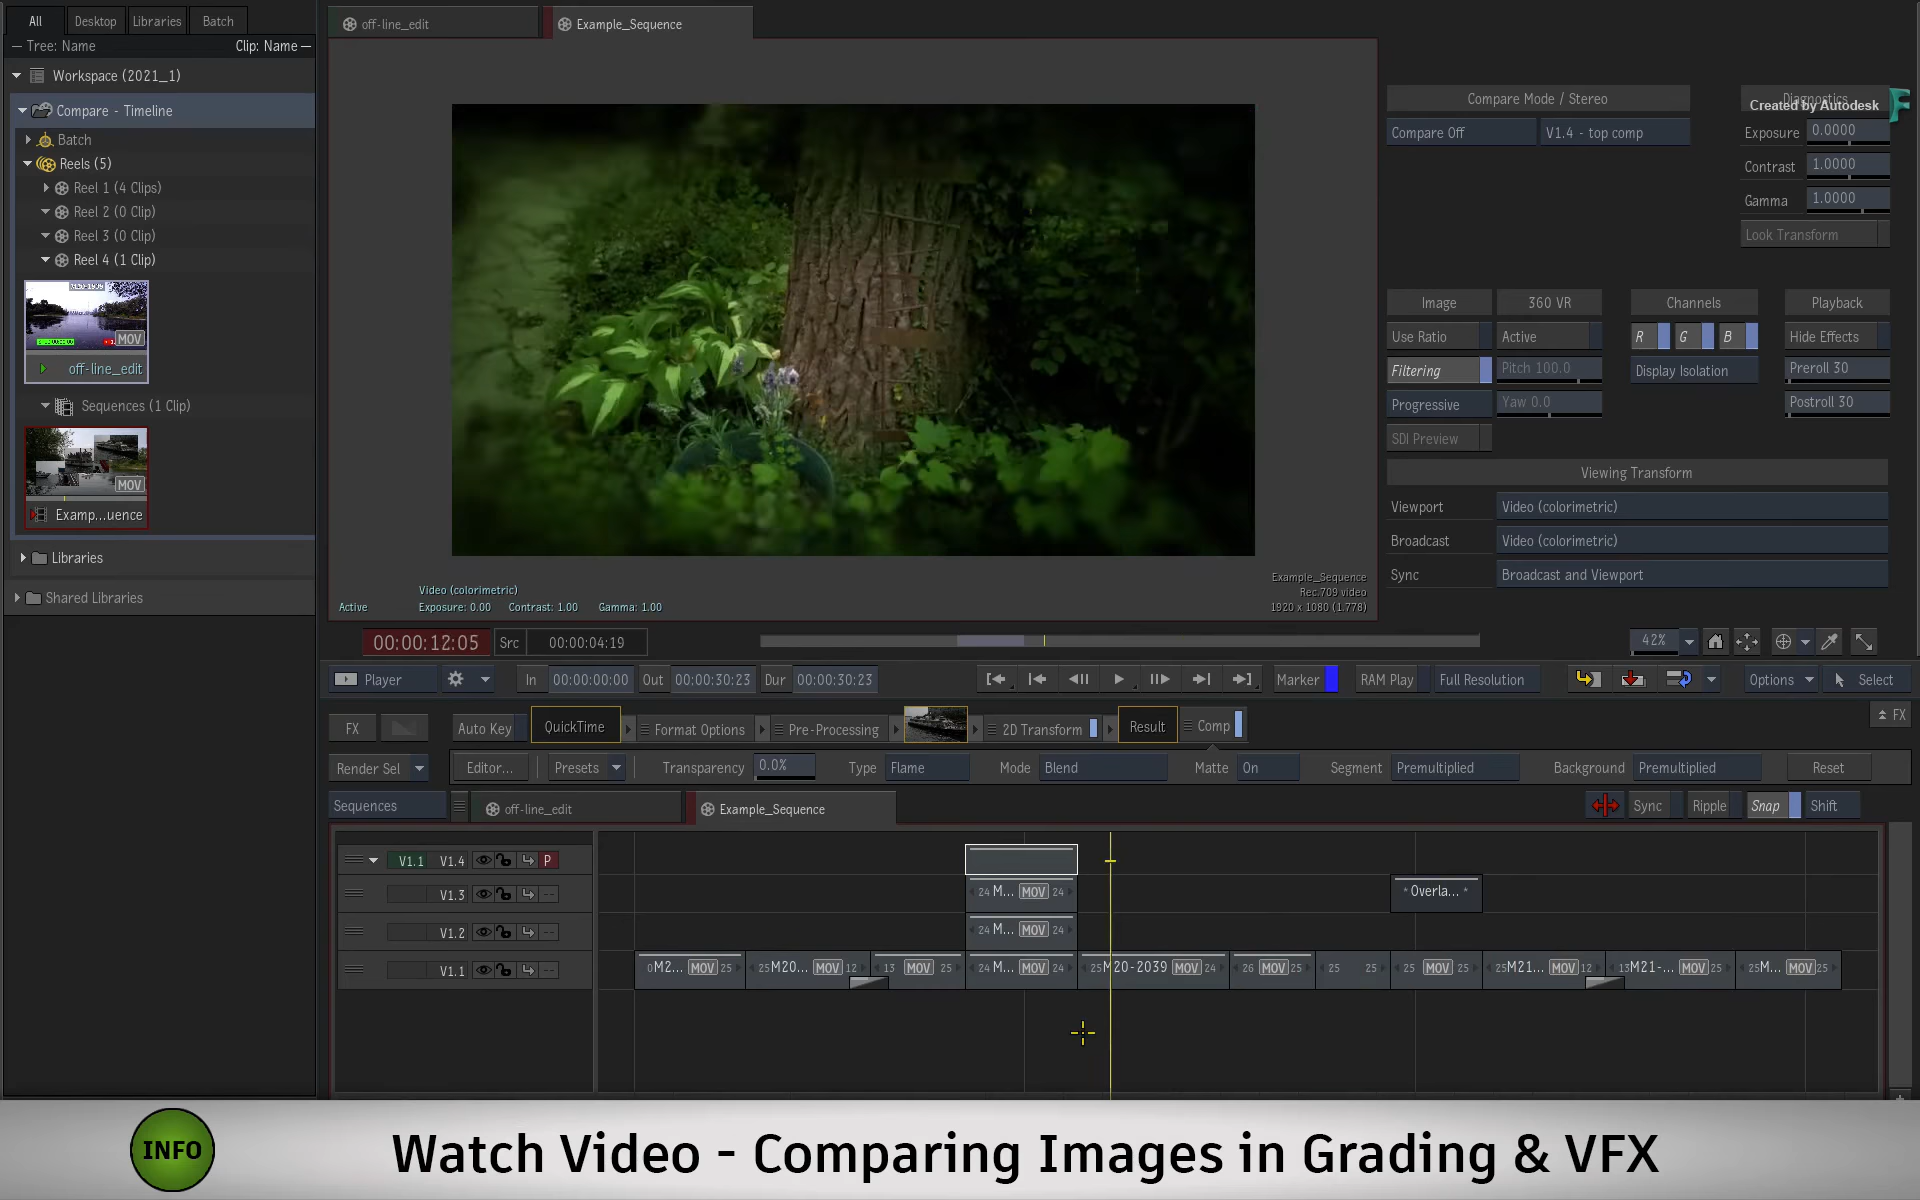 All
Desktop
Libraries
Batch
Tree: Name
Clip: Name
Workspace (2021_1)
Compare - Timeline
Batch
Reels (5)
Reel 1 (4 Clips)
Reel 2 (0 Clip)
Reel 3 (0 Clip)
Reel 4 (1 Clip)
MOV
off-line_edit
Sequences (1 Clip)
MOV
Examp...uence
Libraries
Shared Libraries
off-line_edit
Example_Sequence
Active
Video (colorimetric)
Exposure: 0.00 Contrast: 1.00 Gamma: 1.00
Example_Sequence
Rec.709 video
1920 x 1080 (1.778)
Compare Mode / Stereo
Compare Off
V1.4 - top comp
Diagnostics
Created by Autodesk
Exposure 0.0000
Contrast 1.0000
Gamma 1.0000
Look Transform
Image
360 VR
Channels
Playback
Use Ratio
Active
R G B
Hide Effects
Filtering
Pitch 100.0
Display Isolation
Preroll 30
Progressive
Yaw 0.0
Postroll 30
SDI Preview
Viewing Transform
Viewport Video (colorimetric)
Broadcast Video (colorimetric)
Sync Broadcast and Viewport
00:00:12:05 Src 00:00:04:19
42%
Player
In 00:00:00:00 Out 00:00:30:23 Dur 00:00:30:23
Marker
RAM Play
Full Resolution
Options
Select
FX
Auto Key
QuickTime
Format Options
Pre-Processing
2D Transform
Result
Comp
FX
Render Sel
Editor...
Presets
Transparency 0.0%
Type Flame
Mode Blend
Matte On
Segment Premultiplied
Background Premultiplied
Reset
Sequences
off-line_edit
Example_Sequence
Sync
Ripple
Snap
Shift
V1.1 V1.4 P
V1.3 24 M... MOV 24 *Overla... *
V1.2 24 M... MOV 24
V1.1 0M2... MOV 25 25M20... MOV 12 13 MOV 25 24 M... MOV 24 25M20-2039 MOV 24 26 MOV 25 25 25 25 MOV 25 25M21... MOV 12 13M21-... MOV 25 25M... MOV 25
INFO
Watch Video - Comparing Images in Grading & VFX